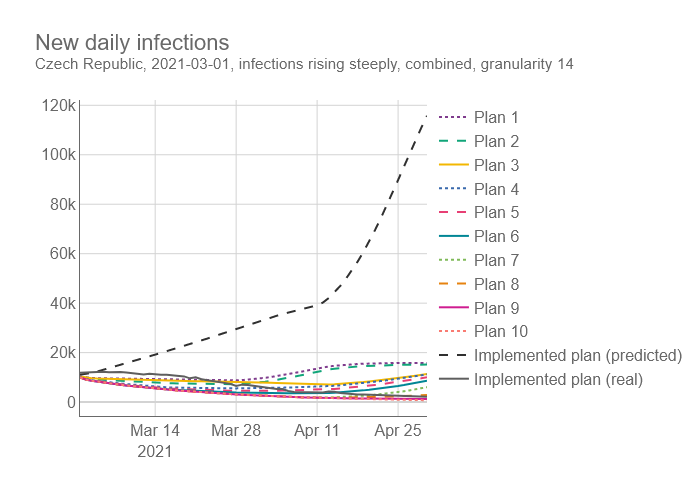 New daily infections
Czech Republic, 2021-03-01, infections rising steeply, combined, granularity 14
120k
100k
80k
60k
40k
20k
0
Mar 14
2021
Mar 28
Apr 11
Apr 25
Plan 1
Plan 2
Plan 3
Plan 4
Plan 5
Plan 6
Plan 7
Plan 8
Plan 9
Plan 10
Implemented plan (predicted)
Implemented plan (real)